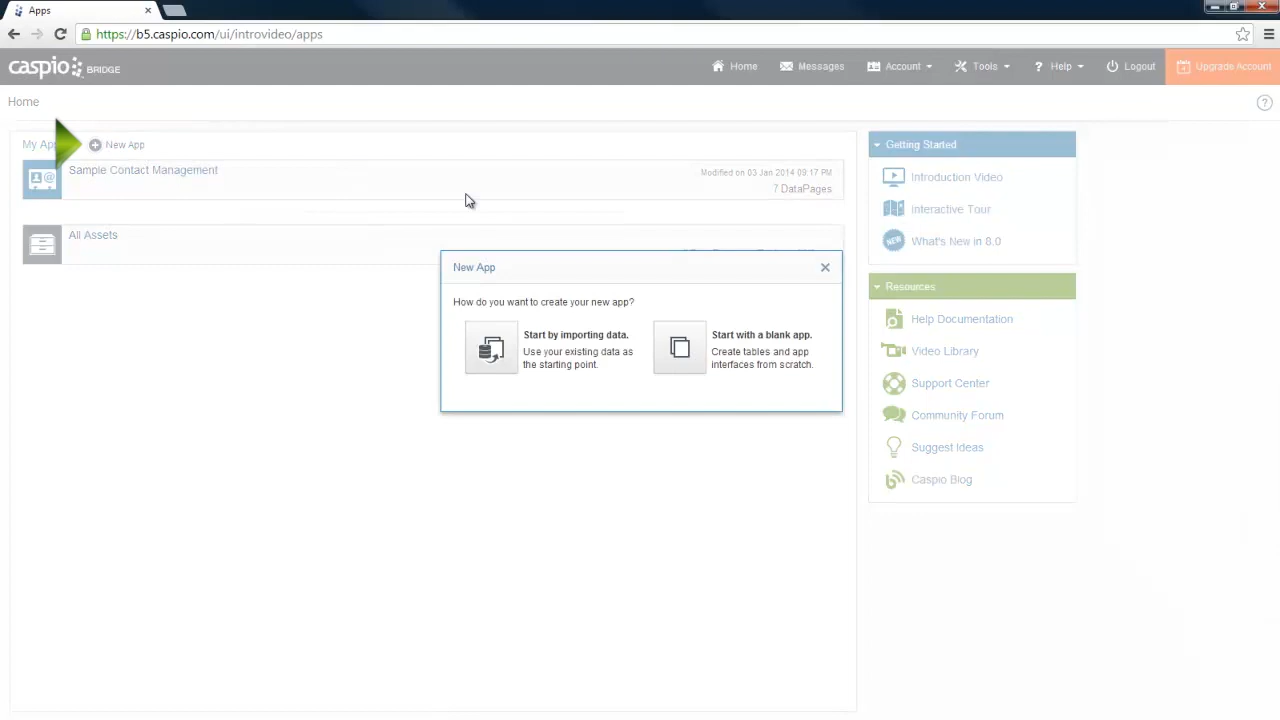 Apps
https://b5.caspio.com/ui/introvideo/apps
caspio BRIDGE
Home
Messages
Account
Tools
? Help
Logout
Upgrade Account
Home
?
My Ap
New App
Sample Contact Management
Modified on 03 Jan 2014 09:17 PM
7 DataPages
All Assets
New App
How do you want to create your new app?
Start by importing data.
Use your existing data as
the starting point.
Start with a blank app.
Create tables and app
interfaces from scratch.
Getting Started
Introduction Video
Interactive Tour
NEW What's New in 8.0
Resources
Help Documentation
Video Library
Support Center
Community Forum
Suggest Ideas
Caspio Blog